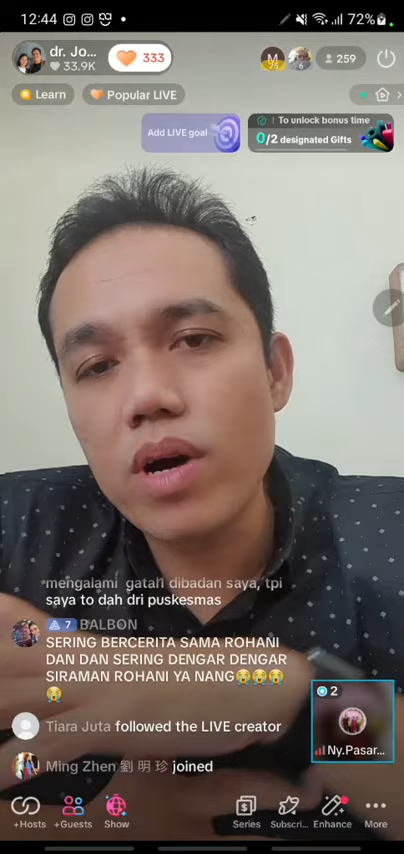 12:44
72%
dr. Jo...
33.9K
333
M
25
6
259
Learn
Popular LIVE
Add LIVE goal
To unlock bonus time
0/2 designated Gifts
mengalami gatah dibadan saya, tpi
saya to dah dri puskesmas
7 BALBON
SERING BERCERITA SAMA ROHANI
DAN DAN SERING DENGAR DENGAR
SIRAMAN ROHANI YA NANG😭😭😭
😭
Tiara Juta followed the LIVE creator
Ming Zhen 劉 明 珍 joined
2
Ny.Pasar...
+Hosts
+Guests
Show
Series
Subscri...
Enhance
More